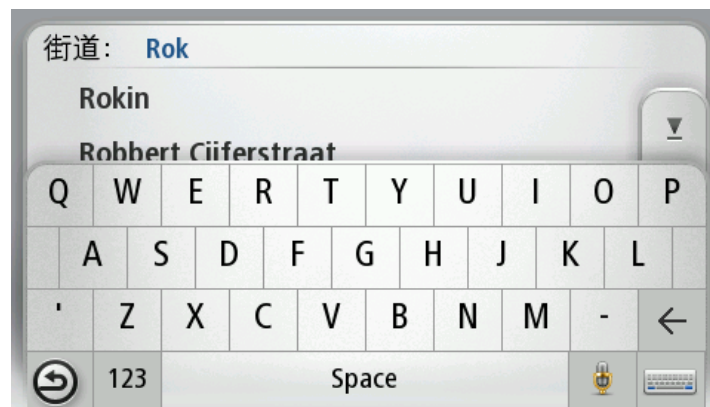 街道: Rok
Rokin
Robbert Cijferstraat
Q W E R T Y U I O P
A S D F G H J K L
' Z X C V B N M -
123 Space